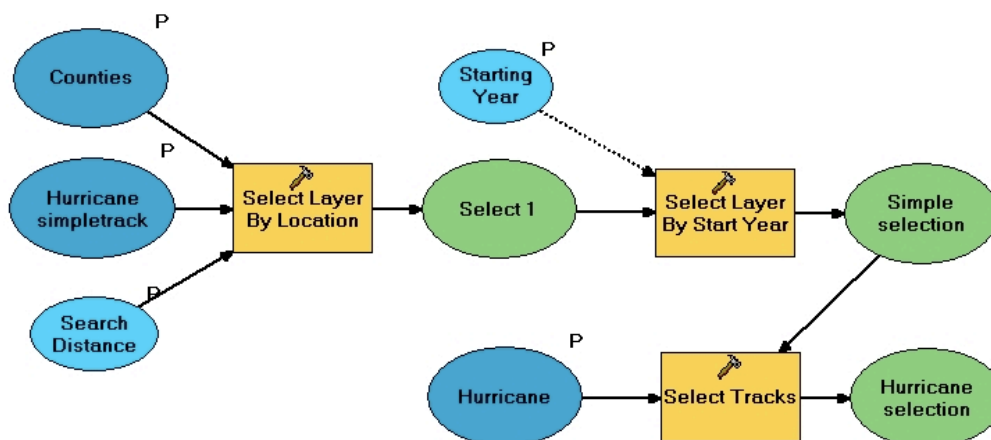 P
Counties
P
Hurricane
simpletrack
P
Search
Distance
Select Layer
By Location
Select 1
P
Starting
Year
Select Layer
By Start Year
Simple
selection
P
Hurricane
Select Tracks
Hurricane
selection